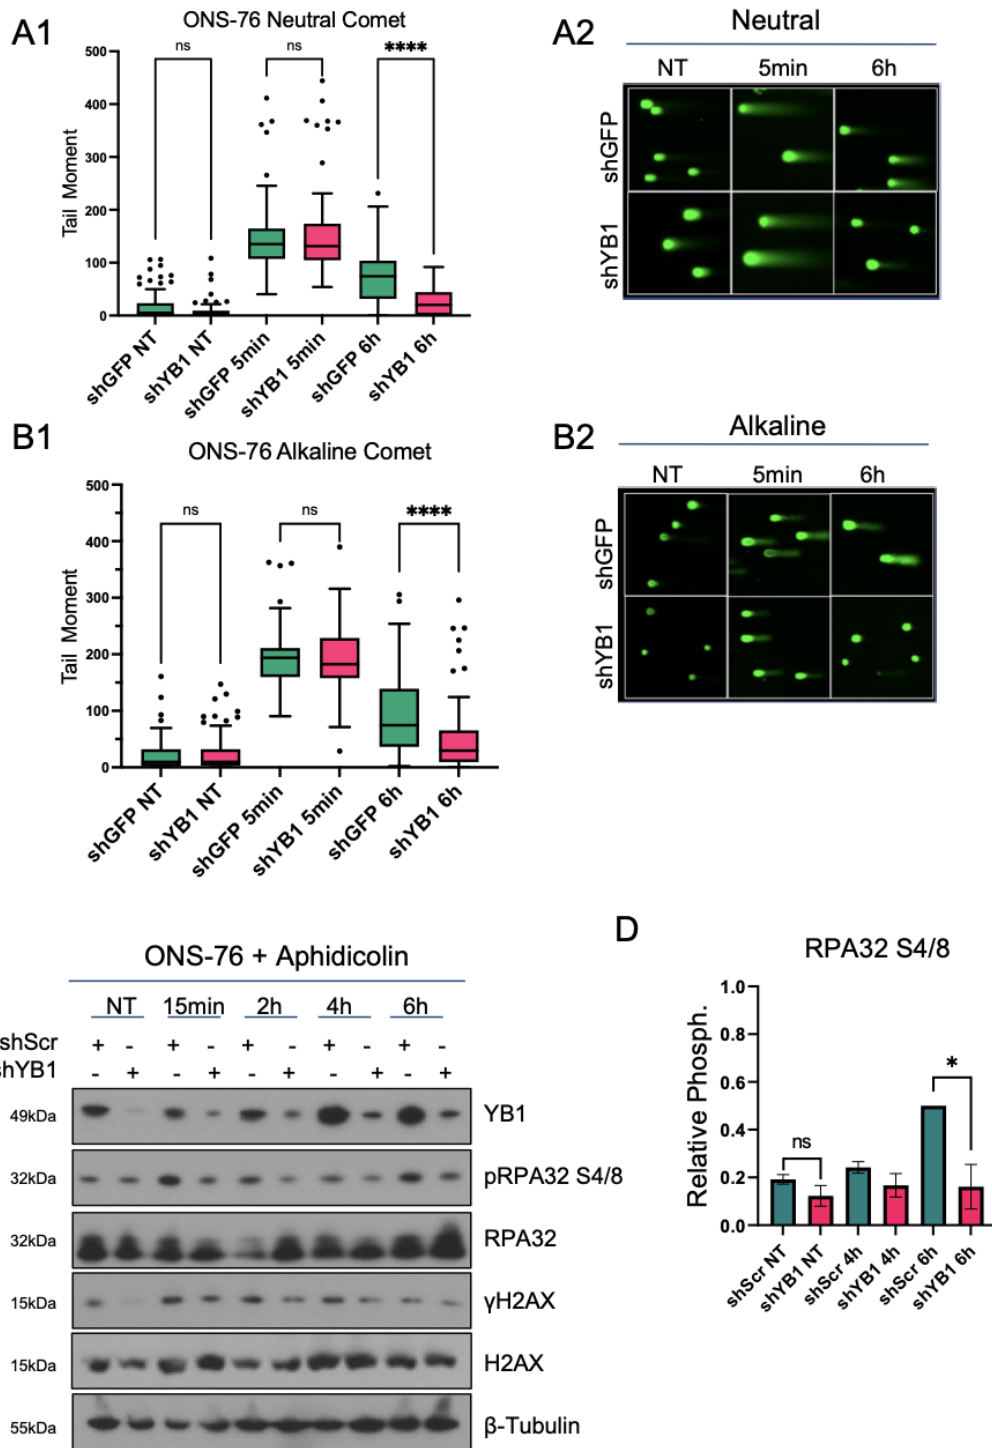 A1
ONS-76 Neutral Comet
Tail Moment
500
400
300
200
100
0
ns
ns
****
shGFP NT
shYB1 NT
shGFP 5min
shYB1 5min
shGFP 6h
shYB1 6h
A2
Neutral
NT 5min 6h
shGFP
shYB1
B1
ONS-76 Alkaline Comet
Tail Moment
500
400
300
200
100
0
ns
ns
****
shGFP NT
shYB1 NT
shGFP 5min
shYB1 5min
shGFP 6h
shYB1 6h
B2
Alkaline
NT 5min 6h
shGFP
shYB1
ONS-76 + Aphidicolin
NT 15min 2h 4h 6h
shScr + - + - + - + - + -
hYB1 - + - + - + - + - +
49kDa YB1
32kDa pRPA32 S4/8
32kDa RPA32
15kDa γH2AX
15kDa H2AX
55kDa β-Tubulin
D
RPA32 S4/8
Relative Phosph.
1.0
0.8
0.6
0.4
0.2
0.0
ns
*
shScr NT
shYB1 NT
shScr 4h
shYB1 4h
shScr 6h
shYB1 6h